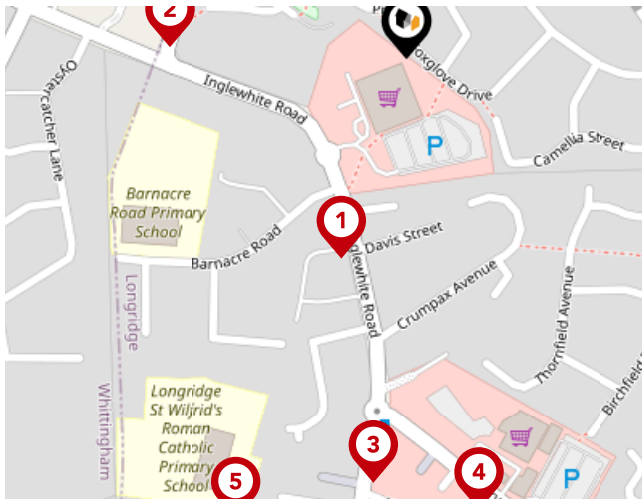 2
Foxglove Drive
Oystercatcher Lane
Inglewhite Road
P
Camellia Street
Barnacre
Road Primary
School
1
Davis Street
Barnacre Road
Inglewhite Road
Crumpax Avenue
Longridge
Whittingham
Thornfield Avenue
Birchfield
Longridge
St Wilfrid's
Roman
Catholic
Primary
School
3
4
5
P